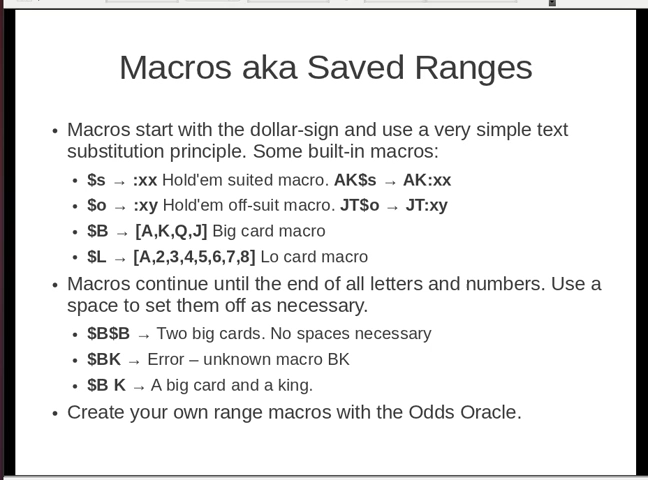 Macros aka Saved Ranges
• Macros start with the dollar-sign and use a very simple text
substitution principle. Some built-in macros:
• $s → :xx Hold'em suited macro. AK$s → AK:xx
• $o → :xy Hold'em off-suit macro. JT$o → JT:xy
• $B → [A,K,Q,J] Big card macro
• $L → [A,2,3,4,5,6,7,8] Lo card macro
• Macros continue until the end of all letters and numbers. Use a
space to set them off as necessary.
• $B$B → Two big cards. No spaces necessary
• $BK → Error – unknown macro BK
• $B K → A big card and a king.
• Create your own range macros with the Odds Oracle.